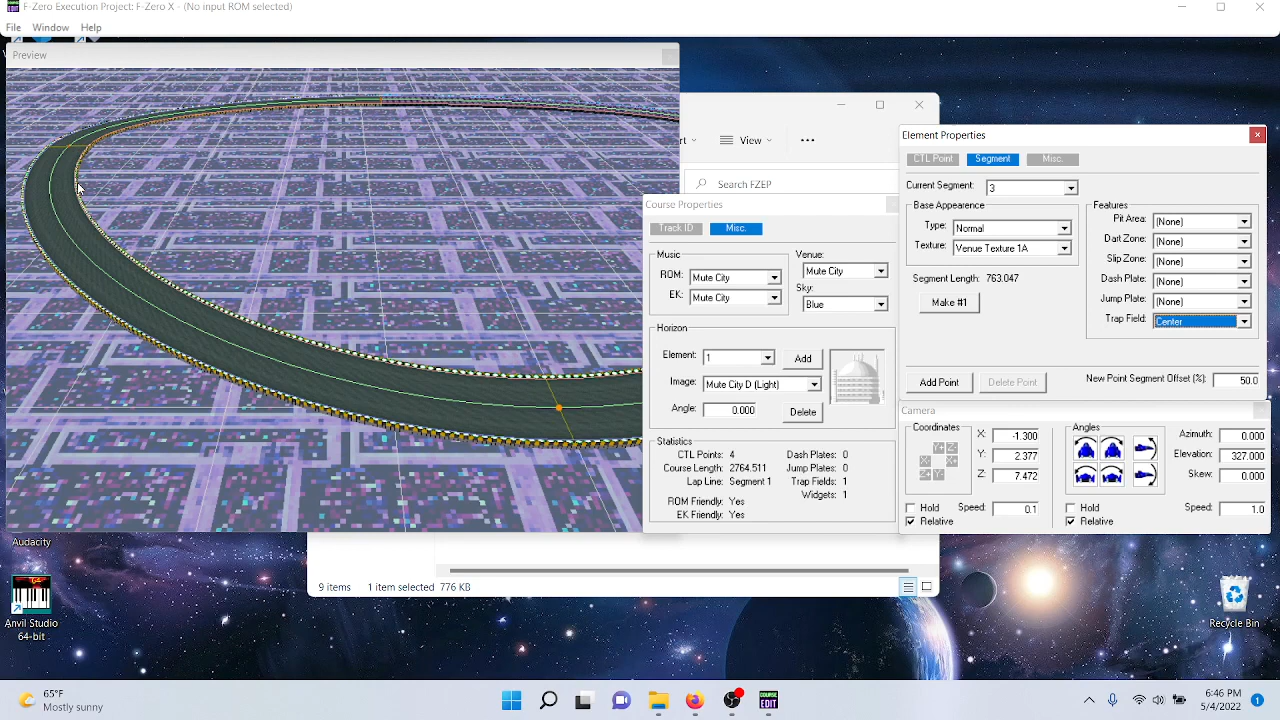 F-Zero Execution Project: F-Zero X - (No input ROM selected)
File Window Help
Preview
View
Search FZEP
Element Properties
CTL Point Segment Misc.
Current Segment: 3
Base Appearance
Type: Normal
Texture: Venue Texture 1A
Segment Length: 763.047
Make #1
Features
Pit Area: (None)
Dart Zone: (None)
Slip Zone: (None)
Dash Plate: (None)
Jump Plate: (None)
Trap Field: Center
Add Point Delete Point New Point Segment Offset (%): 50.0
Course Properties
Track ID Misc.
Music
ROM: Mute City
EK: Mute City
Venue:
Mute City
Sky:
Blue
Horizon
Element: 1 Add
Image: Mute City D (Light)
Angle: 0.000 Delete
Statistics
CTL Points: 4 Dash Plates: 0
Course Length: 2764.511 Jump Plates: 0
Lap Line: Segment 1 Trap Fields: 1
Widgets: 1
ROM Friendly: Yes
EK Friendly: Yes
Camera
Coordinates
Y+ Z-
X- X+
Z+ Y-
X: -1.300
Y: 2.377
Z: 7.472
Hold Speed: 0.1
Relative
Angles
Azimuth: 0.000
Elevation: 327.000
Skew: 0.000
Hold Speed: 1.0
Relative
9 items 1 item selected 776 KB
Audacity
Anvil Studio
64-bit
Recycle Bin
65°F
Mostly sunny
COURSE
EDIT
6:46 PM
5/4/2022
1